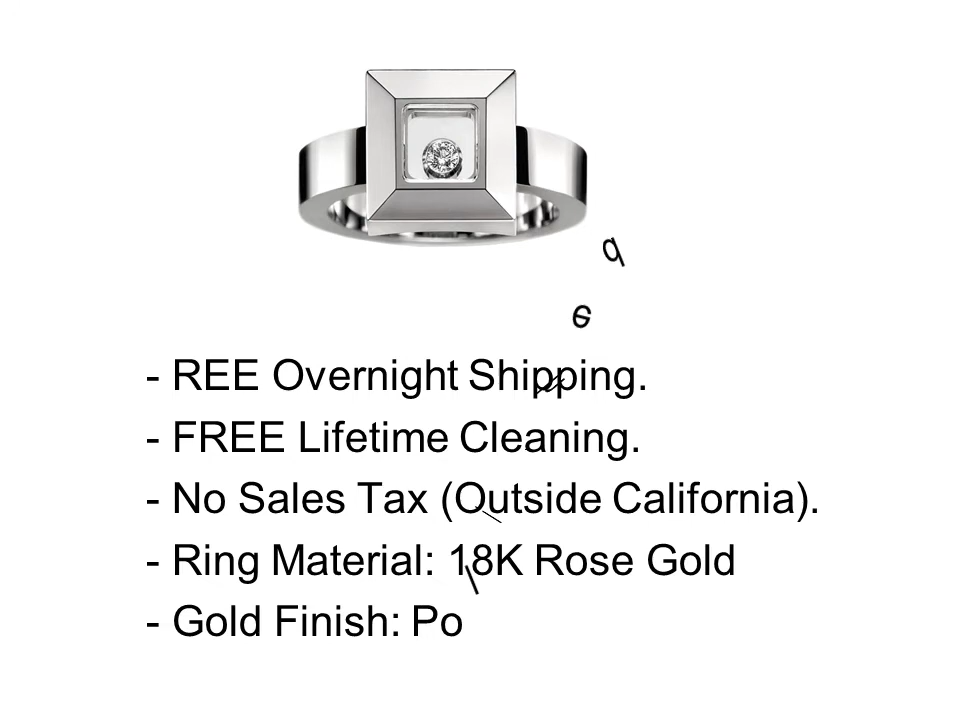 - REE Overnight Shipping.
- FREE Lifetime Cleaning.
- No Sales Tax (Outside California).
- Ring Material: 18K Rose Gold
- Gold Finish: Po